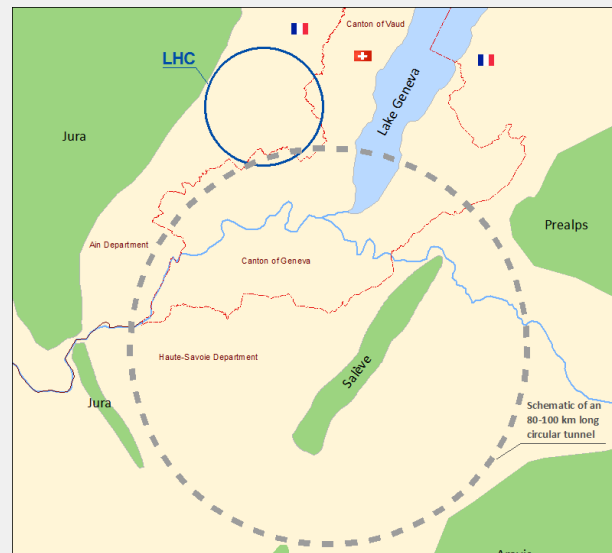 Canton of Vaud
LHC
Lake Geneva
Jura
Prealps
Ain Department
Canton of Geneva
Haute-Savoie Department
Salève
Jura
Schematic of an
80-100 km long
circular tunnel